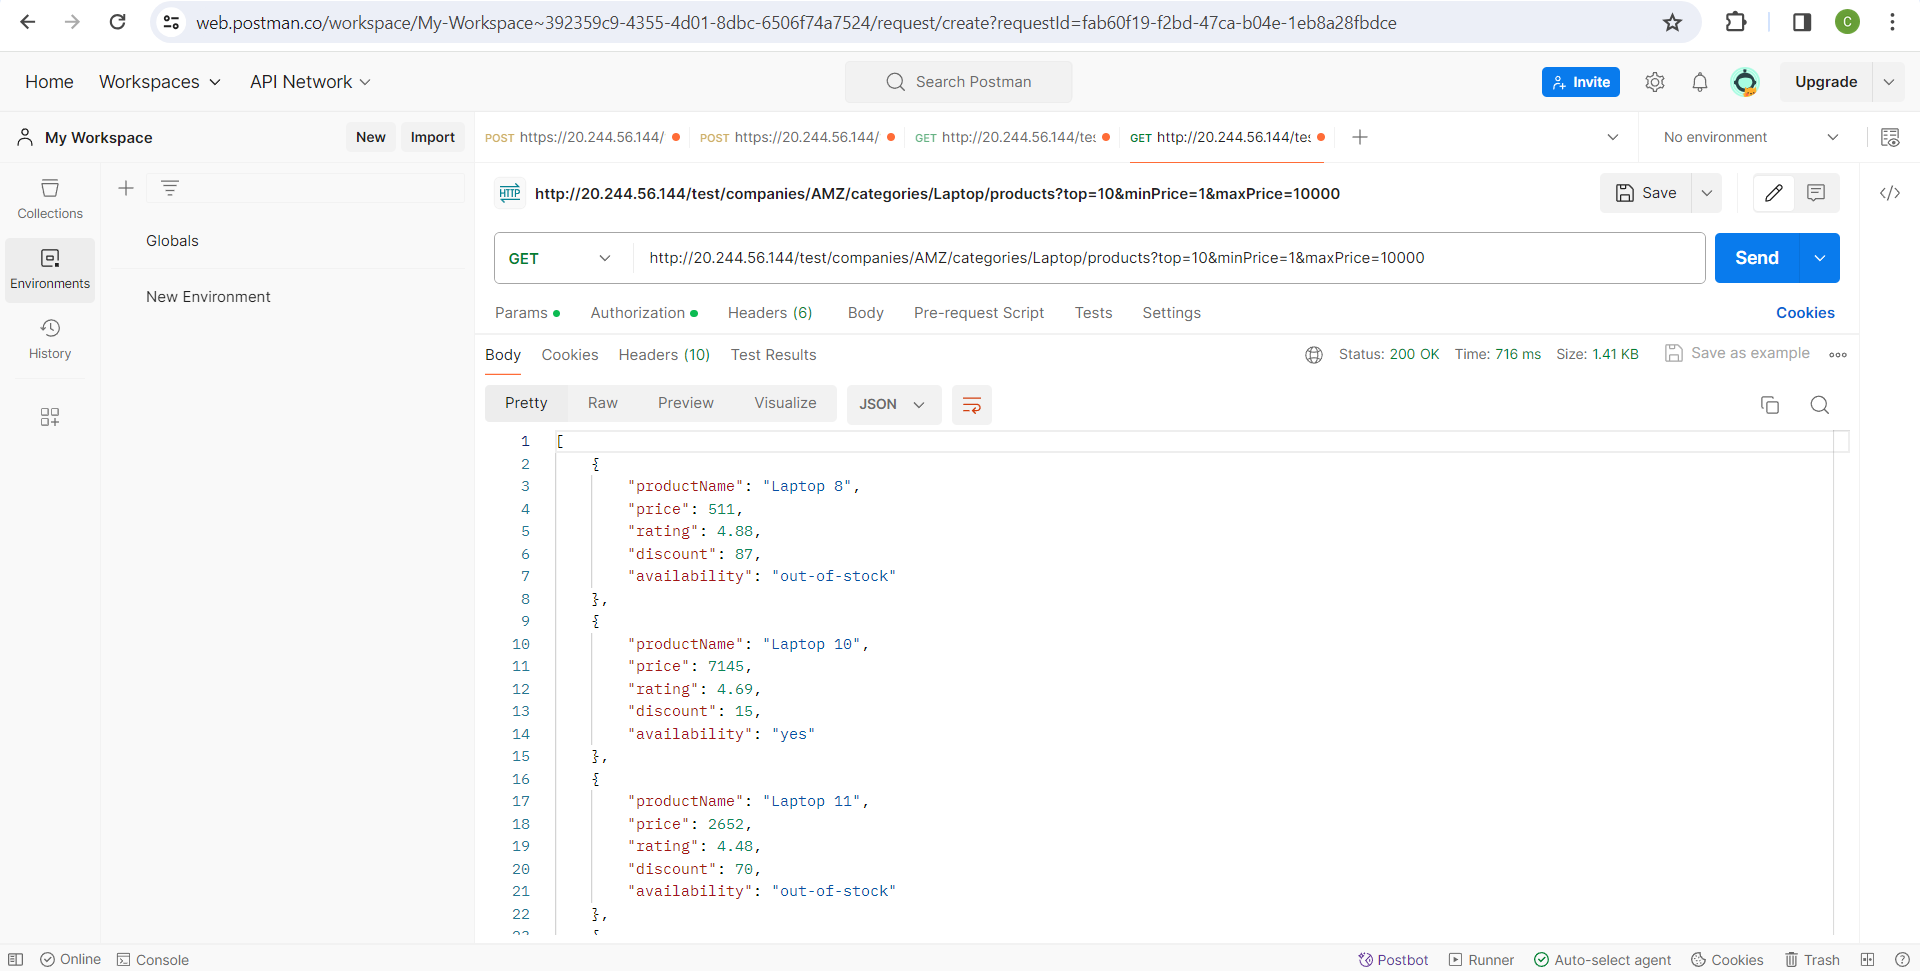 web.postman.co/workspace/My-Workspace~392359c9-4355-4d01-8dbc-6506f74a7524/request/create?requestId=fab60f19-f2bd-47ca-b04e-1eb8a28fbdce
C
Home Workspaces API Network Search Postman Invite Upgrade
My Workspace New Import POST https://20.244.56.144/ POST https://20.244.56.144/ GET http://20.244.56.144/tes GET http://20.244.56.144/tes No environment
Collections
Environments
History
Globals
New Environment
HTTP http://20.244.56.144/test/companies/AMZ/categories/Laptop/products?top=10&minPrice=1&maxPrice=10000 Save
GET http://20.244.56.144/test/companies/AMZ/categories/Laptop/products?top=10&minPrice=1&maxPrice=10000 Send
Params Authorization Headers (6) Body Pre-request Script Tests Settings Cookies
Body Cookies Headers (10) Test Results Status: 200 OK Time: 716 ms Size: 1.41 KB Save as example
Pretty Raw Preview Visualize JSON
1 [
2 {
3 "productName": "Laptop 8",
4 "price": 511,
5 "rating": 4.88,
6 "discount": 87,
7 "availability": "out-of-stock"
8 },
9 {
10 "productName": "Laptop 10",
11 "price": 7145,
12 "rating": 4.69,
13 "discount": 15,
14 "availability": "yes"
15 },
16 {
17 "productName": "Laptop 11",
18 "price": 2652,
19 "rating": 4.48,
20 "discount": 70,
21 "availability": "out-of-stock"
22 },
23 {
Online Console Postbot Runner Auto-select agent Cookies Trash